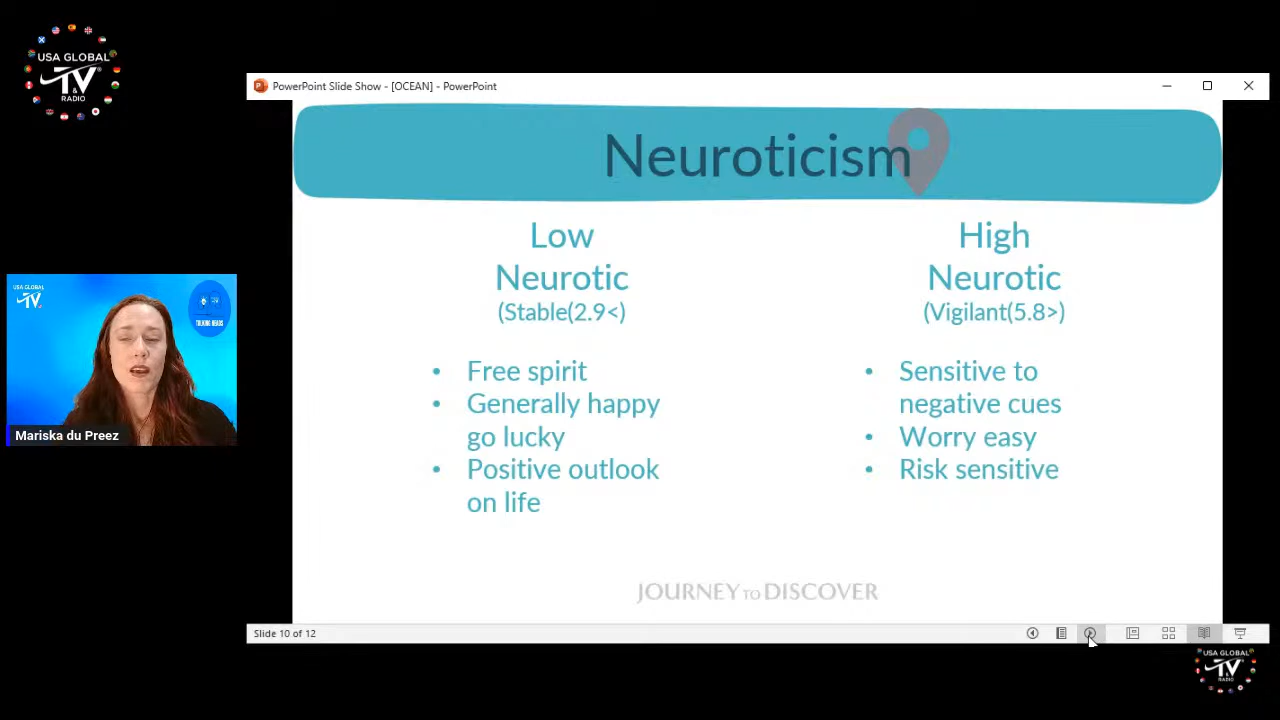 USA GLOBAL
TV
&
RADIO
PowerPoint Slide Show - [OCEAN] - PowerPoint
Neuroticism
Low
Neurotic
(Stable(2.9<)
• Free spirit
• Generally happy
go lucky
• Positive outlook
on life
High
Neurotic
(Vigilant(5.8>)
• Sensitive to
negative cues
• Worry easy
• Risk sensitive
JOURNEY TO DISCOVER
Slide 10 of 12
USA GLOBAL
TV
TALKING HEADS
Mariska du Preez
USA GLOBAL
TV
&
RADIO